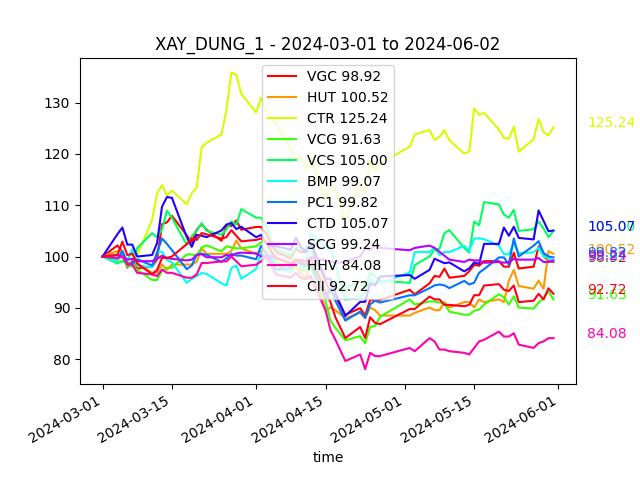 XAY_DUNG_1 - 2024-03-01 to 2024-06-02
VGC 98.92
HUT 100.52
CTR 125.24
VCG 91.63
VCS 105.00
BMP 99.07
PC1 99.82
CTD 105.07
SCG 99.24
HHV 84.08
CII 92.72
130
120
110
100
90
80
125.24
105.07
100.52
92.72
91.63
84.08
2024-03-01
2024-03-15
2024-04-01
2024-04-15
2024-05-01
2024-05-15
2024-06-01
time